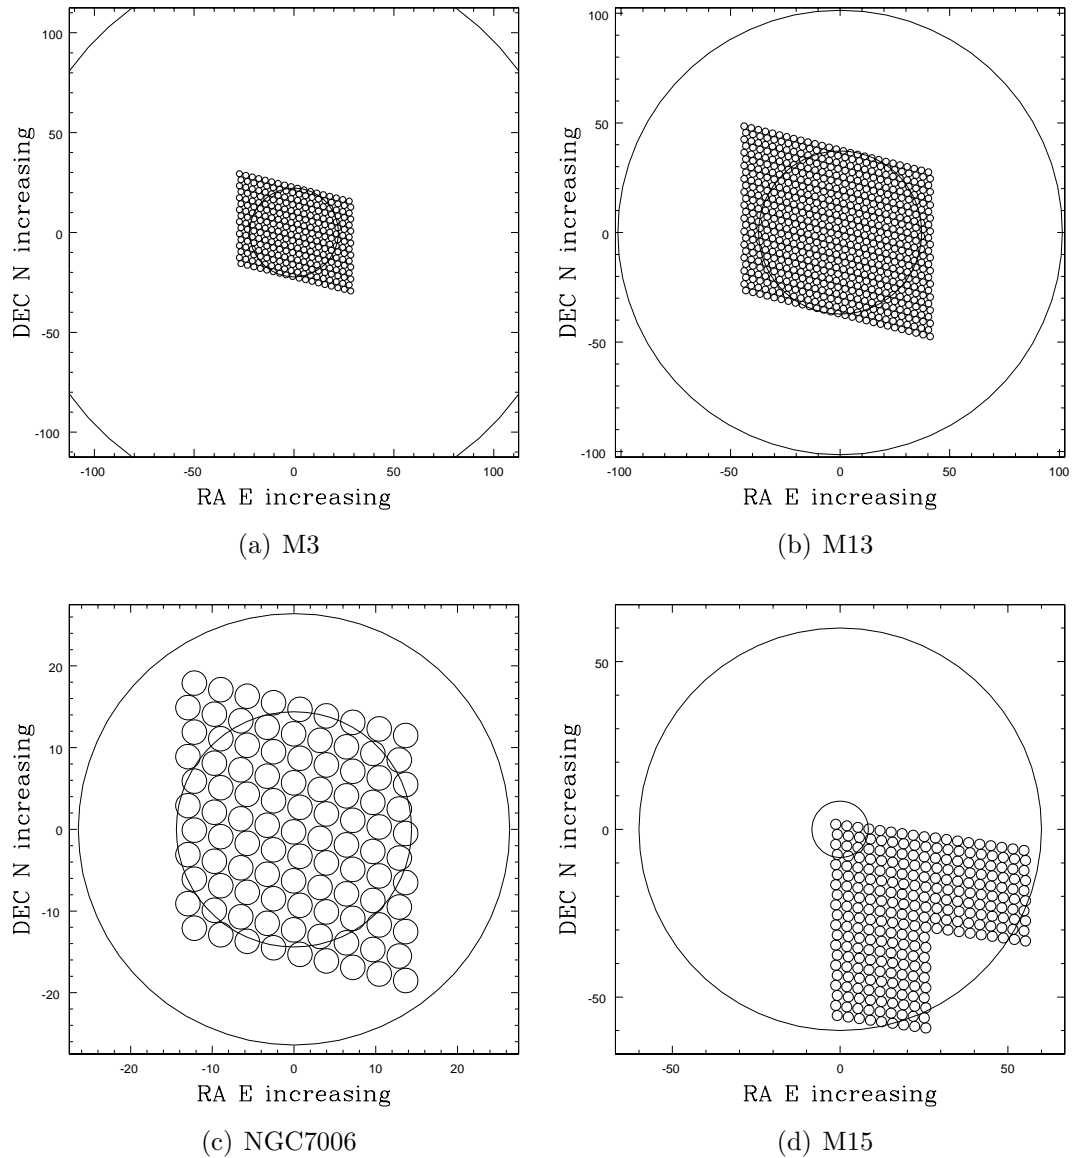 100
50
0
-50
-100
DEC N increasing
-100 -50 0 50 100
RA E increasing
(a) M3
100
50
0
-50
-100
DEC N increasing
-100 -50 0 50 100
RA E increasing
(b) M13
20
10
0
-10
-20
DEC N increasing
-20 -10 0 10 20
RA E increasing
(c) NGC7006
50
0
-50
DEC N increasing
-50 0 50
RA E increasing
(d) M15